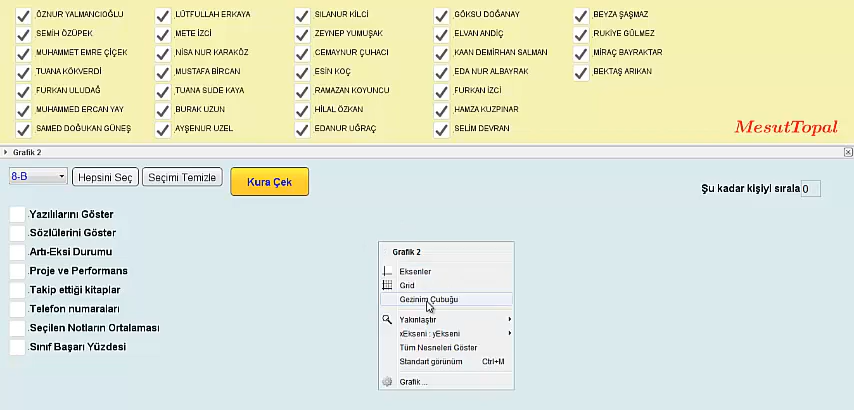 ÖZNUR YALMANCIOĞLU LÜTFULLAH ERKAYA SILANUR KİLCİ GÖKSU DOĞANAY BEYZA ŞAŞMAZ
SEMİH ÖZÜPEK METE İZCİ ZEYNEP YUMUŞAK ELVAN ANDİÇ RUKİYE GÜLMEZ
MUHAMMET EMRE ÇİÇEK NİSA NUR KARAKÖZ CEMAYNUR ÇUHACI KAAN DEMİRHAN SALMAN MİRAÇ BAYRAKTAR
TUANA KÖKVERDİ MUSTAFA BİRCAN ESİN KOÇ EDA NUR ALBAYRAK BEKTAŞ ARIKAN
FURKAN ULUDAĞ TUANA SUDE KAYA RAMAZAN KOYUNCU FURKAN İZCİ
MUHAMMED ERCAN YAY BURAK UZUN HİLAL ÖZKAN HAMZA KUZPINAR
SAMED DOĞUKAN GÜNEŞ AYŞENUR UZEL EDANUR UĞRAÇ SELİM DEVRAN
MesutTopal
Grafik 2
8-B Hepsini Seç Seçimi Temizle Kura Çek Şu kadar kişiyi sırala 0
Yazılılarını Göster
Sözlülerini Göster
Artı-Eksi Durumu
Proje ve Performans
Takip ettiği kitaplar
Telefon numaraları
Seçilen Notların Ortalaması
Sınıf Başarı Yüzdesi
Grafik 2
Eksenler
Grid
Gezinim Çubuğu
Yakınlaştır
xEkseni : yEkseni
Tüm Nesneleri Göster
Standart görünüm Ctrl+M
Grafik ...